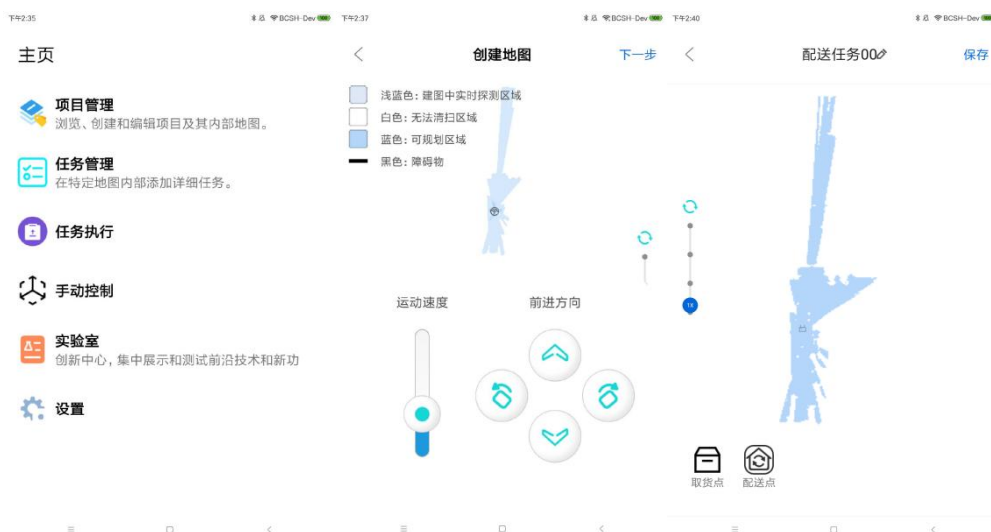 下午2:35
BCSH-Dev
主页
项目管理
浏览、创建和编辑项目及其内部地图。
任务管理
在特定地图内部添加详细任务。
任务执行
手动控制
实验室
创新中心，集中展示和测试前沿技术和新功
设置
下午2:37
BCSH-Dev
创建地图
下一步
浅蓝色：建图中实时探测区域
白色：无法清扫区域
蓝色：可规划区域
黑色：障碍物
运动速度
前进方向
下午2:40
BCSH-Dev
配送任务00
保存
取货点
配送点